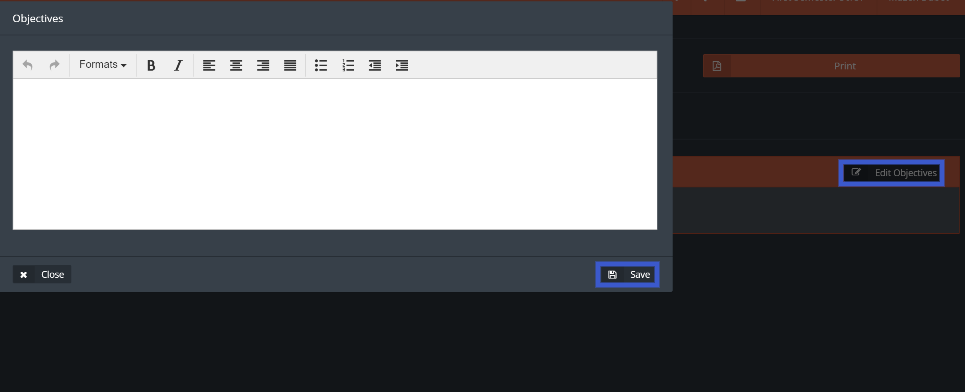 Objectives
Formats
Print
Edit Objectives
Close
Save